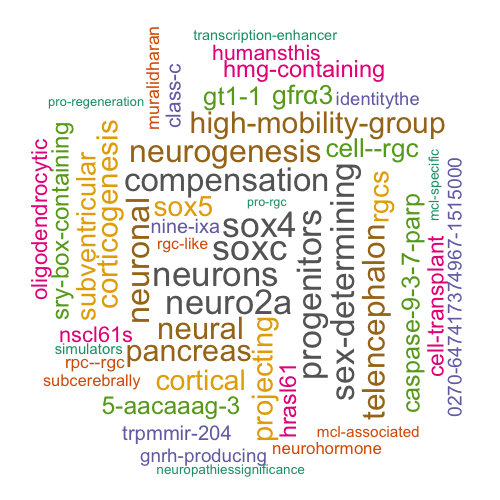 transcription-enhancer
humansthis
hmg-containing
muralidharan
class-c
pro-regeneration
gt1-1
gfrα3
identitythe
high-mobility-group
oligodendrocytic
sry-box-containing
subventricular
corticogenesis
neurogenesis
cell--rgc
mcl-specific
compensation
neuronal
sox5
pro-rgc
nine-ixa
sox4
rgc-like
soxc
neurons
neuro2a
progenitors
sex-determining
telencephalon
rgcs
caspase-9-3-7-parp
cell-transplant
0270-647417374967-1515000
nscl61s
neural
simulators
pancreas
rpc--rgc
subcerebrally
cortical
projecting
hrasl61
5-aacaaag-3
trpmmir-204
mcl-associated
gnrh-producing
neurohormone
neuropathiessignificance